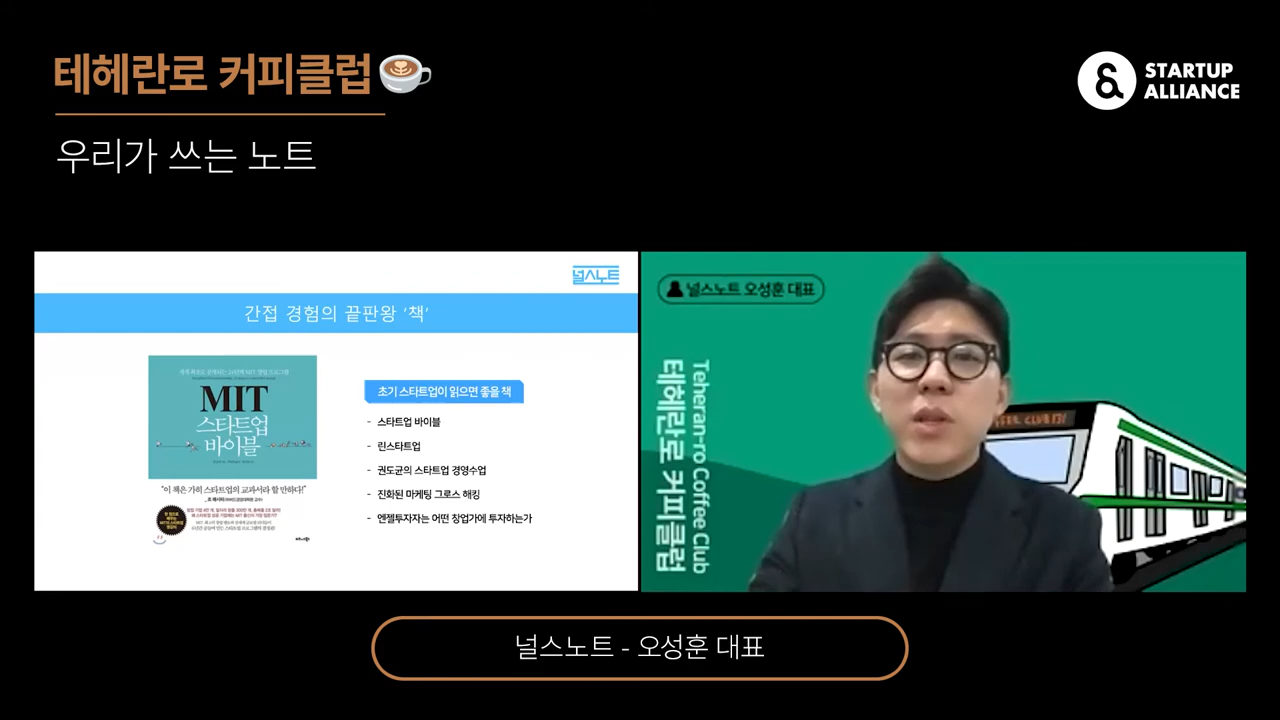 테헤란로 커피클럽
STARTUP
ALLIANCE
우리가 쓰는 노트
널스노트
간접 경험의 끝판왕 '책'
MIT
스타트업
바이블
"이 책은 가히 스타트업의 교과서라 할 만하다!"
초기 스타트업이 읽으면 좋을 책
- 스타트업 바이블
- 린스타트업
- 권도균의 스타트업 경영수업
- 진화된 마케팅 그로스 해킹
- 엔젤투자자는 어떤 창업가에 투자하는가
널스노트 오성훈 대표
Teheran-ro Coffee Club
테헤란로 커피클럽
널스노트 - 오성훈 대표